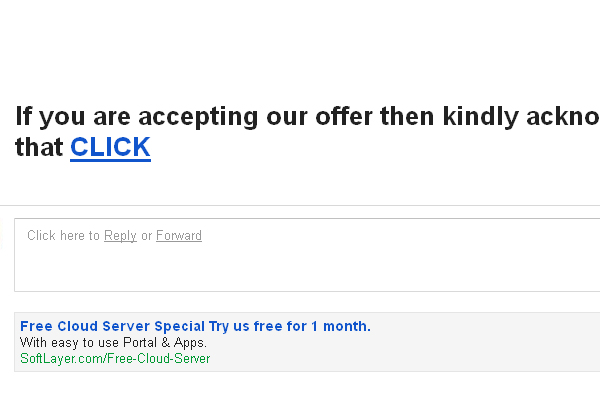 If you are accepting our offer then kindly ackno
that CLICK
Click here to Reply or Forward
Free Cloud Server Special Try us free for 1 month.
With easy to use Portal & Apps.
SoftLayer.com/Free-Cloud-Server